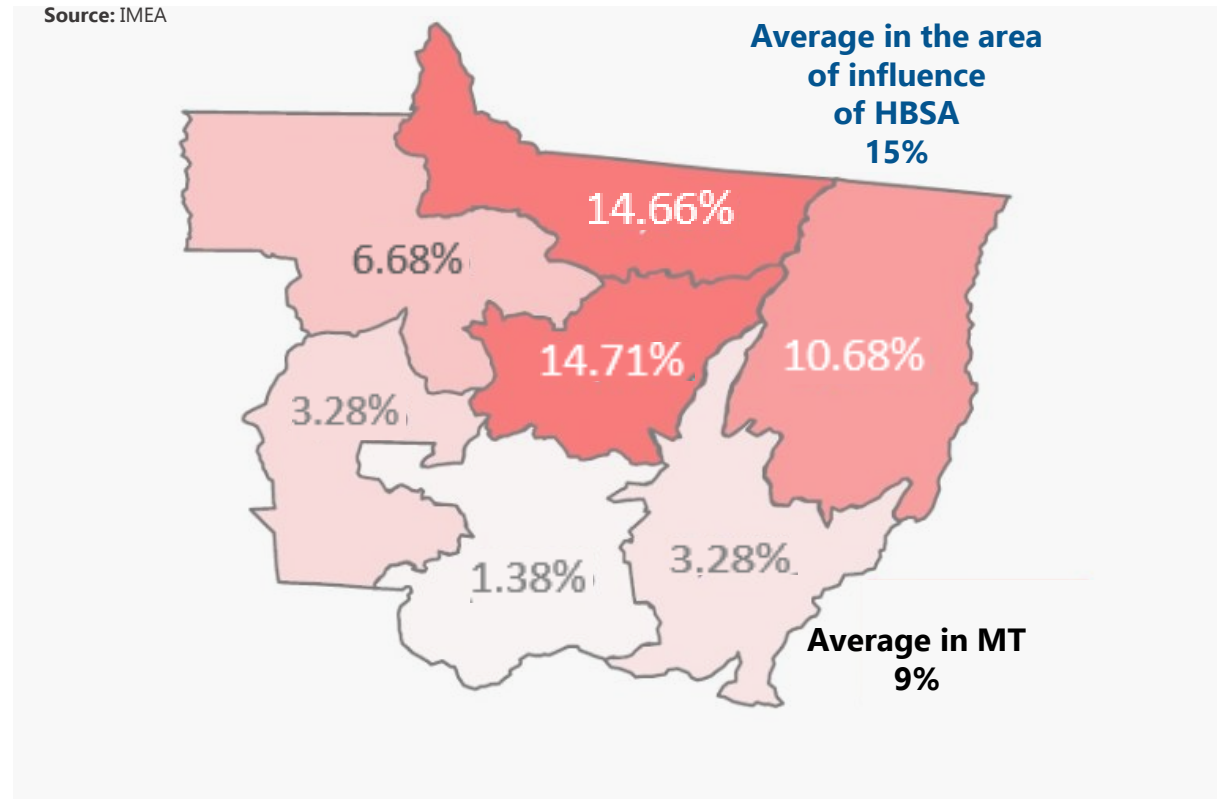 Source: IMEA
Average in the area
of influence
of HBSA
15%
14.66%
6.68%
14.71%
10.68%
3.28%
1.38%
3.28%
Average in MT
9%